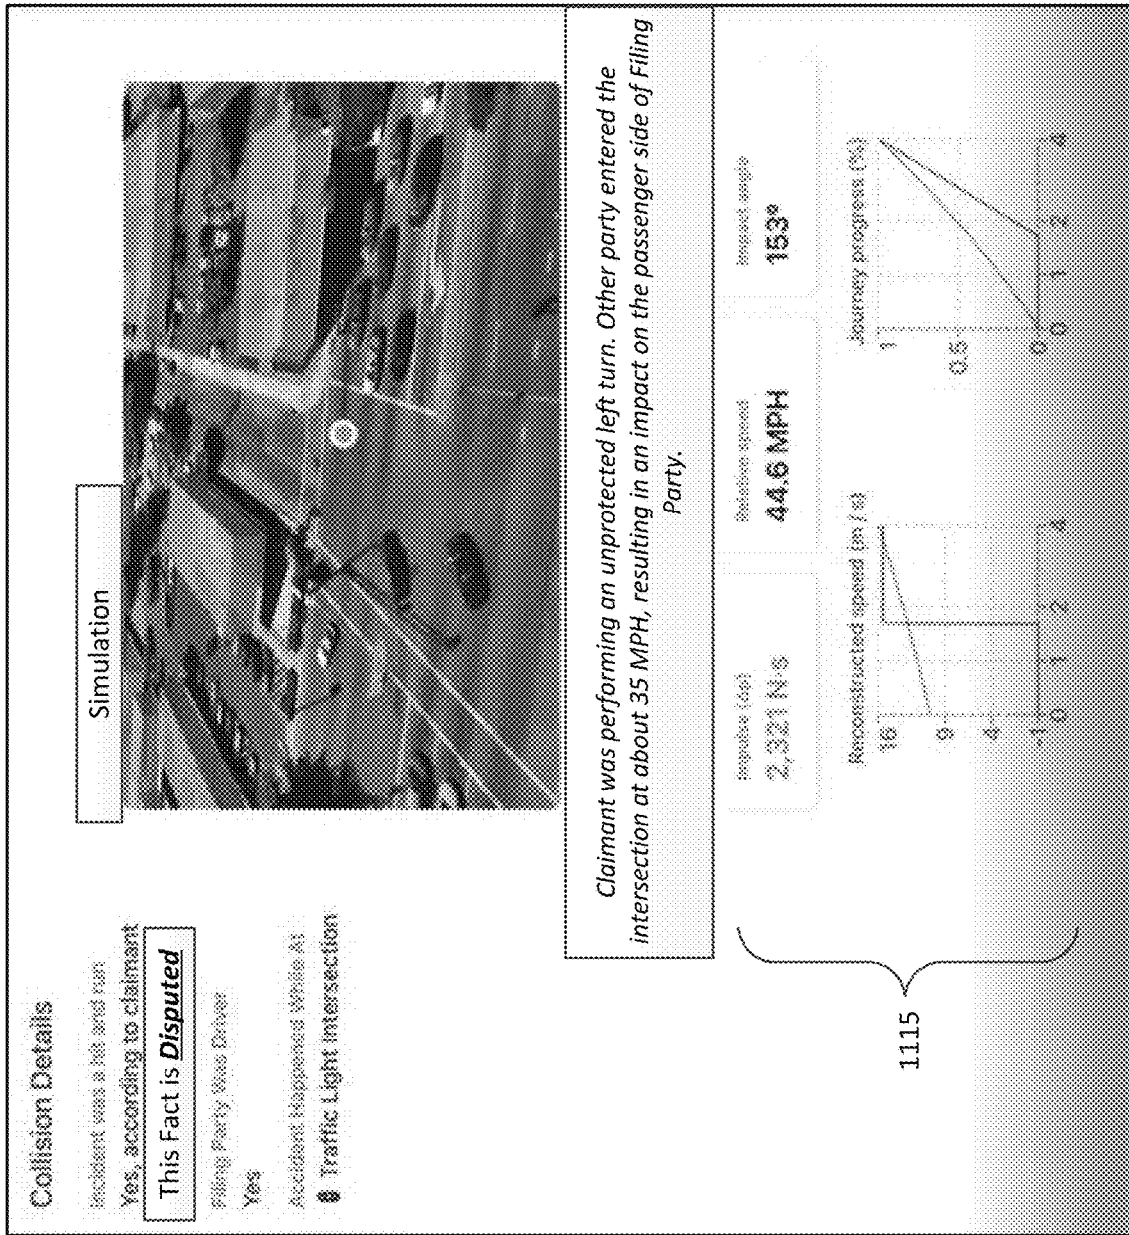 Collision Details
Incident was a hit and run
Yes, according to claimant
This Fact is Disputed
Filing Party Was Driver
Yes
Accident Happened While At
Traffic Light Intersection
Simulation
Claimant was performing an unprotected left turn. Other party entered the
intersection at about 35 MPH, resulting in an impact on the passenger side of Filing
Party.
Impulse (dp)
2,321 N·s
Relative speed
44.6 MPH
Impact angle
153°
Reconstructed speed (m / s)
16
9
4
1
0 1 2 4
Journey progress (%)
1
0.5
0
0 1 2 4
1115